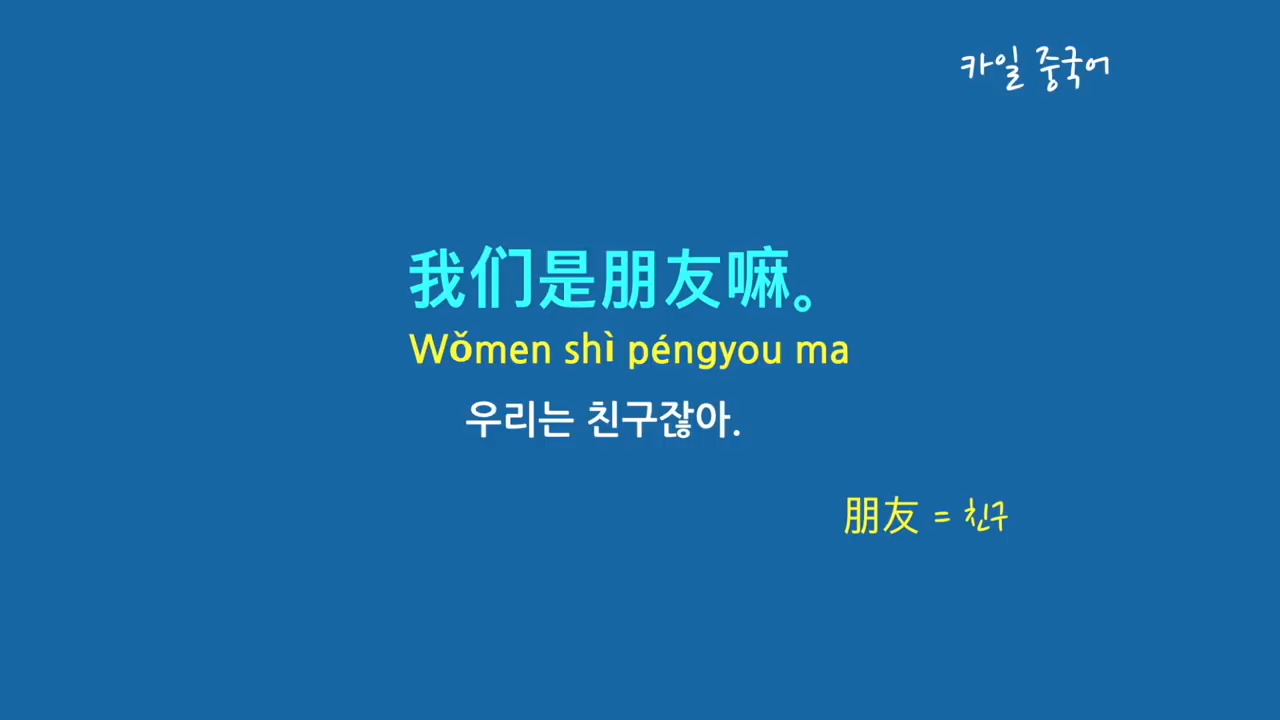 카일 중국어
我们是朋友嘛。
Wǒmen shì péngyou ma
우리는 친구잖아.
朋友 = 친구